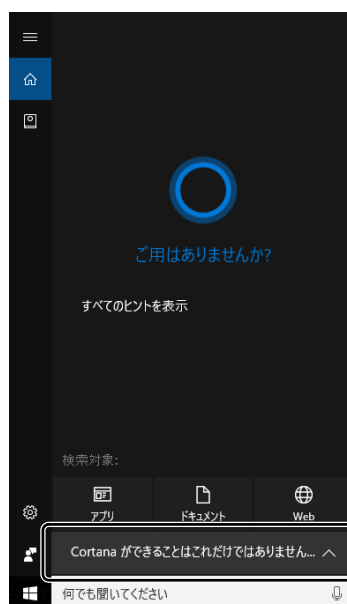 ご用はありませんか?
すべてのヒントを表示
検索対象:
アプリ
ドキュメント
Web
Cortana ができることはこれだけではありません...
何でも聞いてください